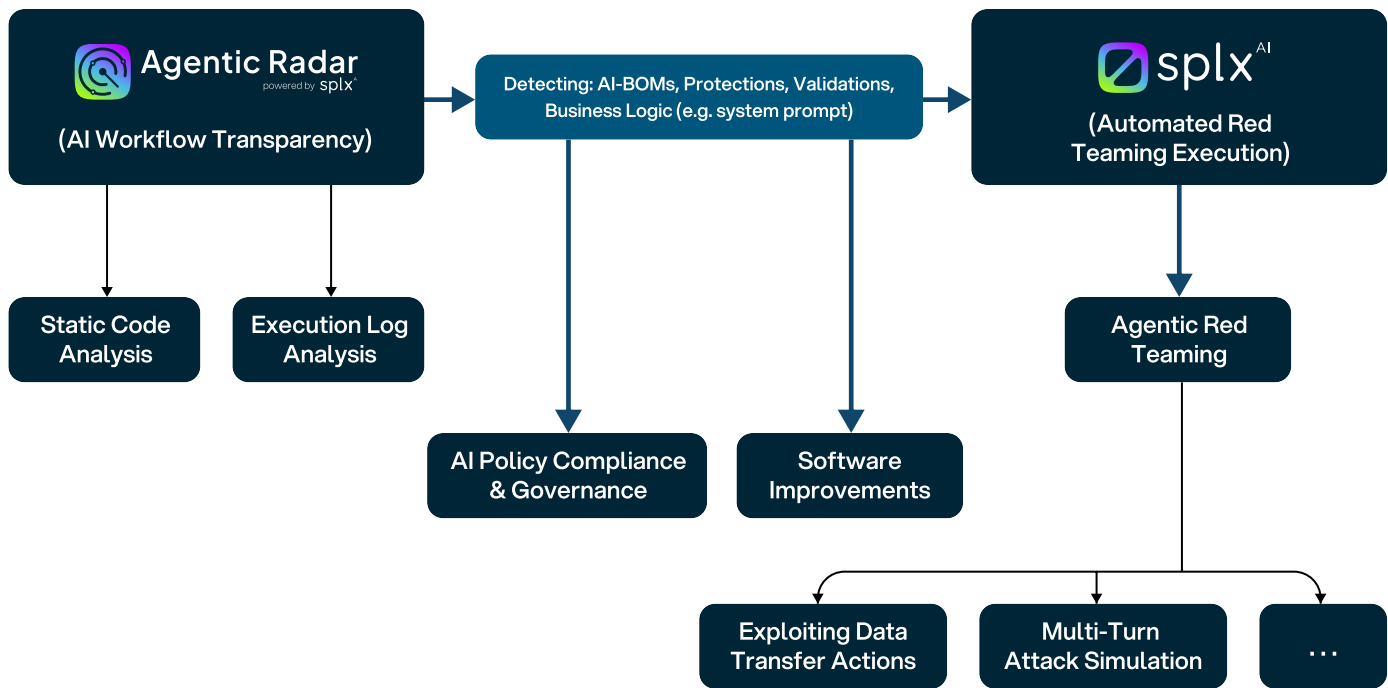 Agentic Radar
powered by splx
(AI Workflow Transparency)
Detecting: AI-BOMs, Protections, Validations,
Business Logic (e.g. system prompt)
splx AI
(Automated Red
Teaming Execution)
Static Code
Analysis
Execution Log
Analysis
Agentic Red
Teaming
AI Policy Compliance
& Governance
Software
Improvements
Exploiting Data
Transfer Actions
Multi-Turn
Attack Simulation
...